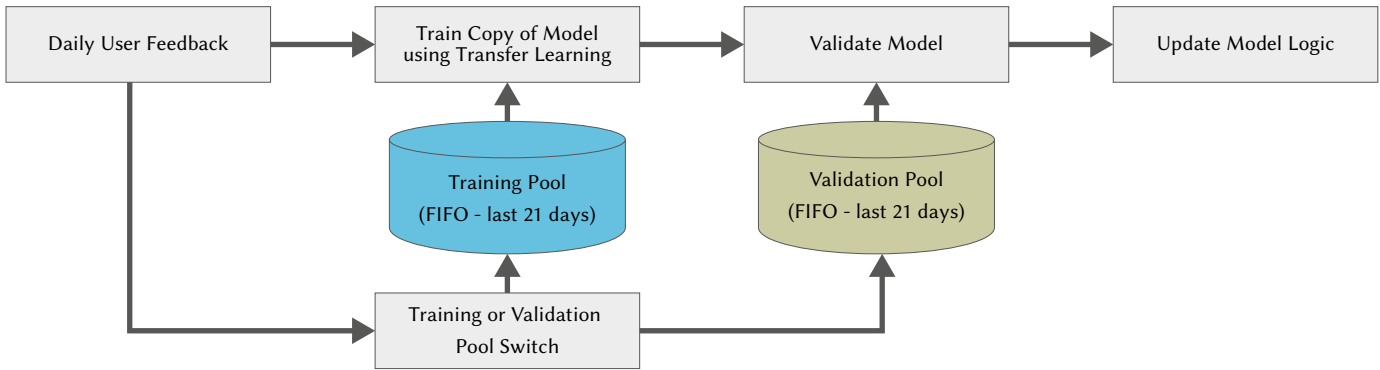 Daily User Feedback
Train Copy of Model
using Transfer Learning
Validate Model
Update Model Logic
Training Pool
(FIFO - last 21 days)
Validation Pool
(FIFO - last 21 days)
Training or Validation
Pool Switch